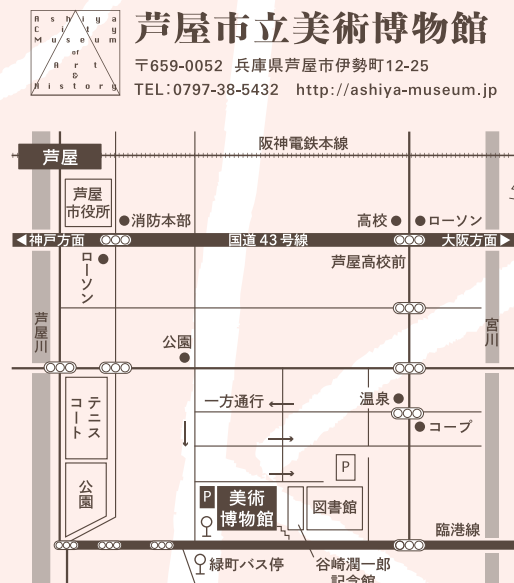 Ashiya
City
Museum
of
Art
&
History
芦屋市立美術博物館
〒659-0052 兵庫県芦屋市伊勢町12-25
TEL:0797-38-5432 http://ashiya-museum.jp
阪神電鉄本線
芦屋
芦屋
市役所
消防本部
高校
ローソン
◀神戸方面
国道43号線
大阪方面▶
ローソン
芦屋高校前
芦屋川
宮川
公園
一方通行
温泉
テニス
コート
コープ
P
公園
P
美術
博物館
図書館
臨港線
緑町バス停
谷崎潤一郎
記念館